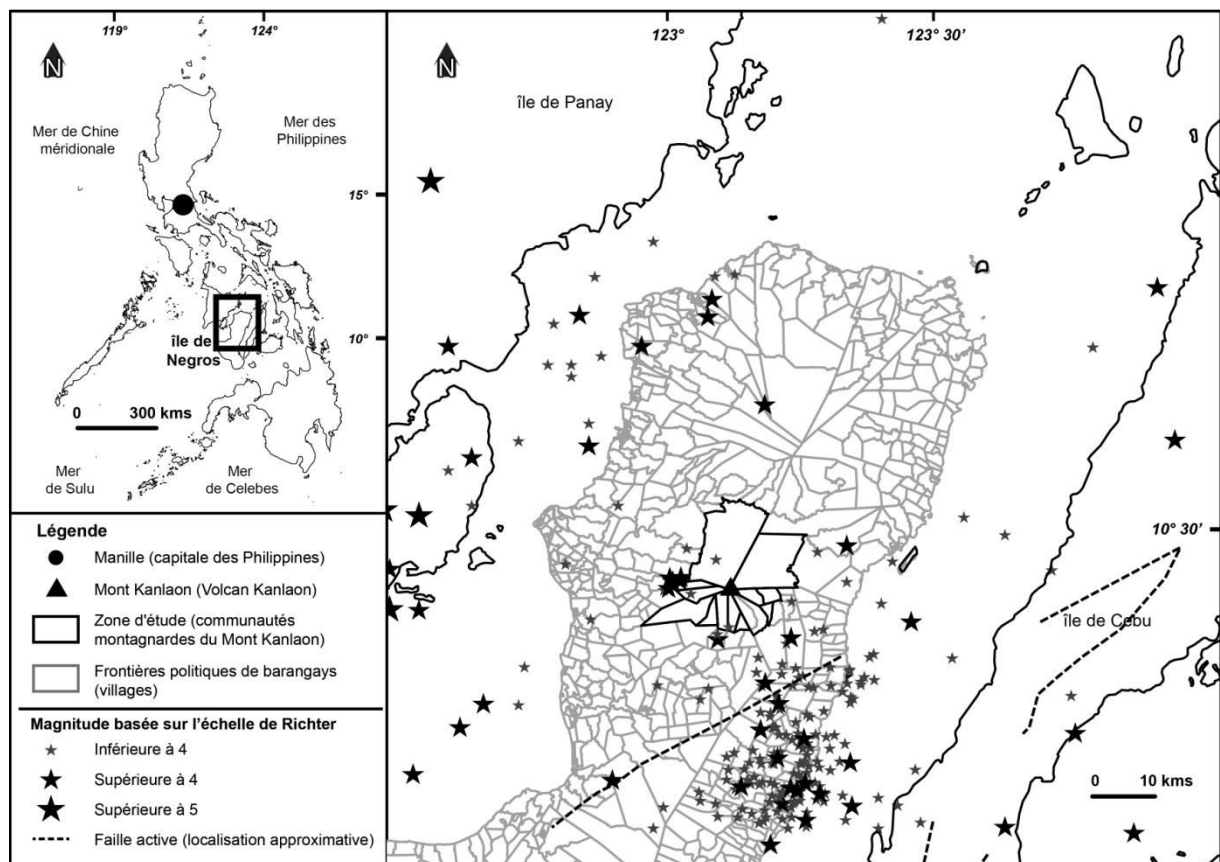 119°
124°
N
Mer de Chine
méridionale
Mer des
Philippines
15°
10°
île de
Negros
0 300 kms
Mer
de Sulu
Mer
de Celebes
Légende
Manille (capitale des Philippines)
Mont Kanlaon (Volcan Kanlaon)
Zone d'étude (communautés
montagnardes du Mont Kanlaon)
Frontières politiques de barangays
(villages)
Magnitude basée sur l'échelle de Richter
Inférieure à 4
Supérieure à 4
Supérieure à 5
Faille active (localisation approximative)
123°
123° 30'
N
île de Panay
10° 30'
île de Cebu
0 10 kms